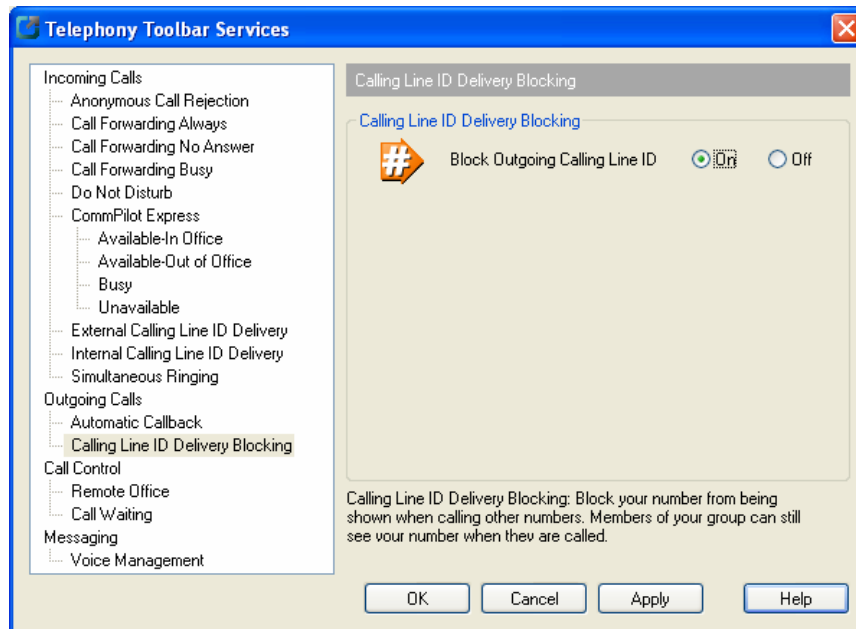 Telephony Toolbar Services
Incoming Calls
Anonymous Call Rejection
Call Forwarding Always
Call Forwarding No Answer
Call Forwarding Busy
Do Not Disturb
CommPilot Express
Available-In Office
Available-Out of Office
Busy
Unavailable
External Calling Line ID Delivery
Internal Calling Line ID Delivery
Simultaneous Ringing
Outgoing Calls
Automatic Callback
Calling Line ID Delivery Blocking
Call Control
Remote Office
Call Waiting
Messaging
Voice Management
Calling Line ID Delivery Blocking
Calling Line ID Delivery Blocking
# Block Outgoing Calling Line ID On Off
Calling Line ID Delivery Blocking: Block your number from being
shown when calling other numbers. Members of your group can still
see your number when they are called.
OK Cancel Apply Help